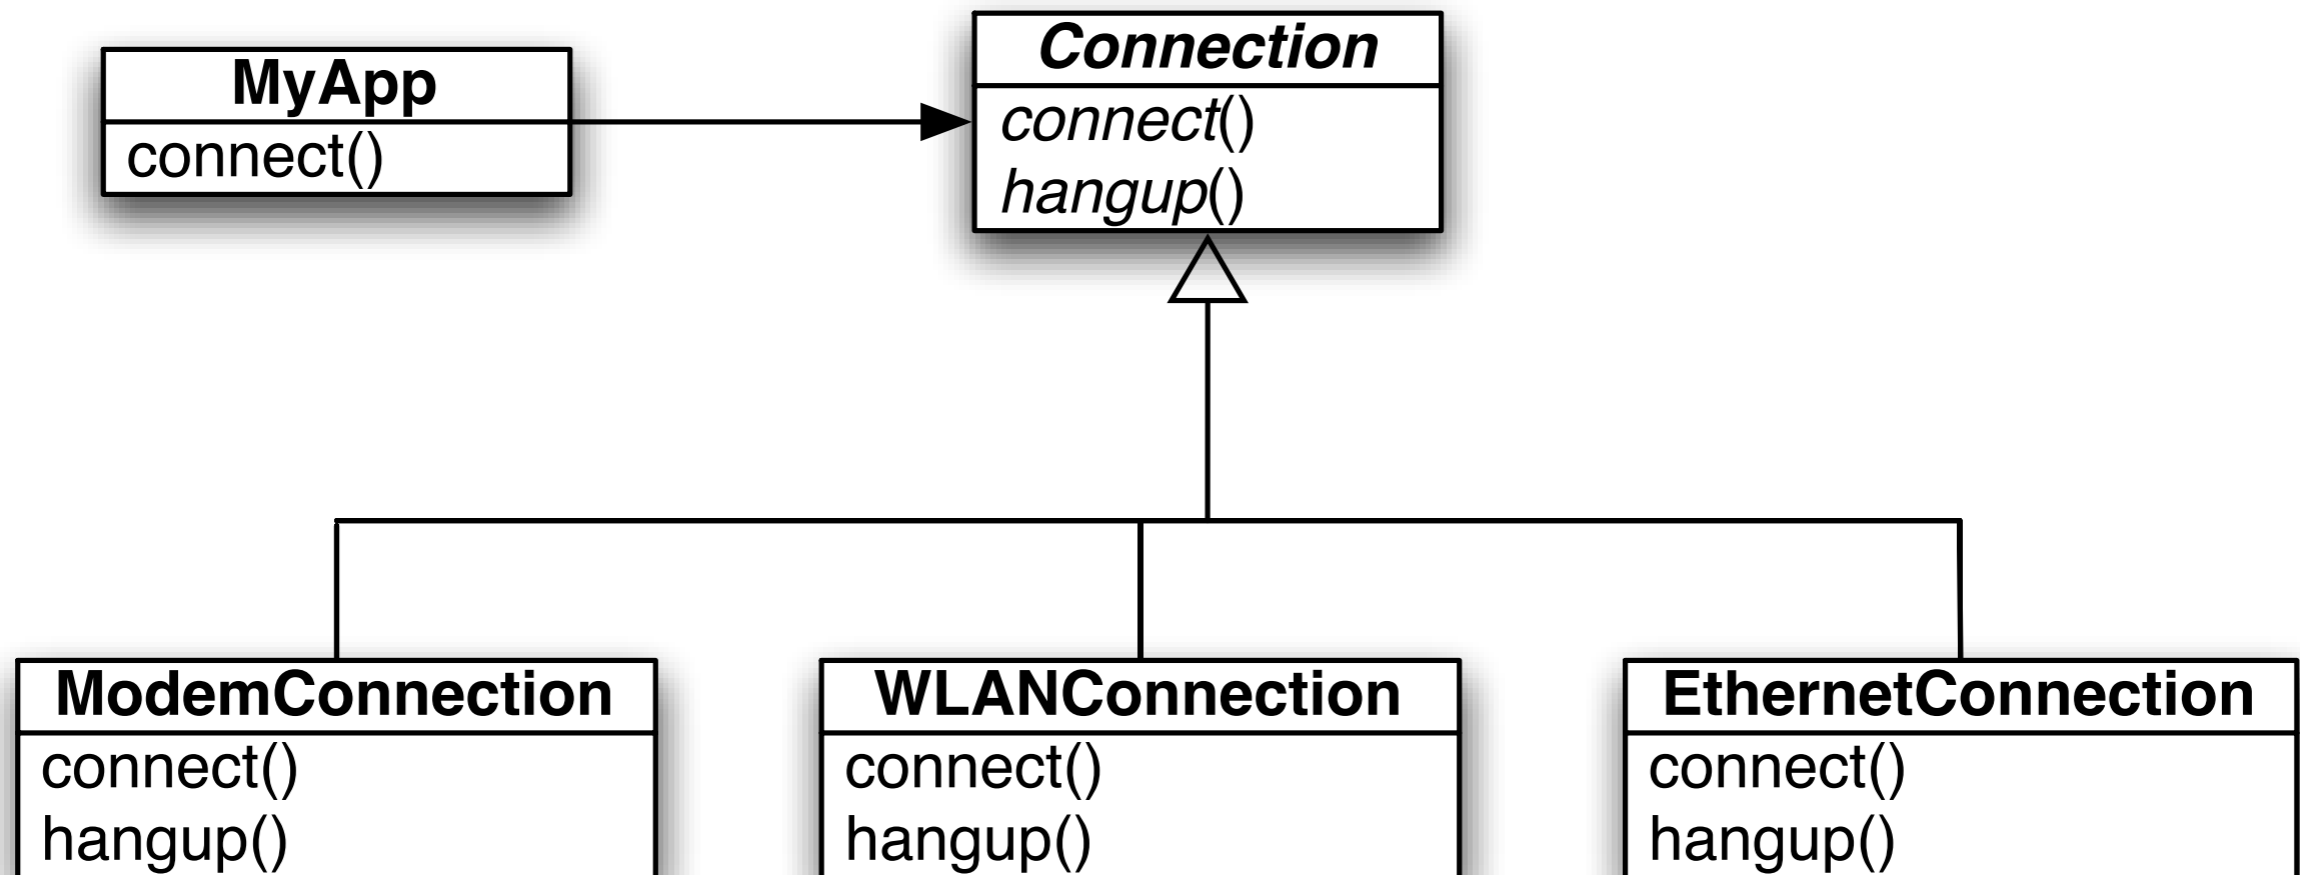 MyApp
connect()
Connection
connect()
hangup()
ModemConnection
connect()
hangup()
WLANConnection
connect()
hangup()
EthernetConnection
connect()
hangup()